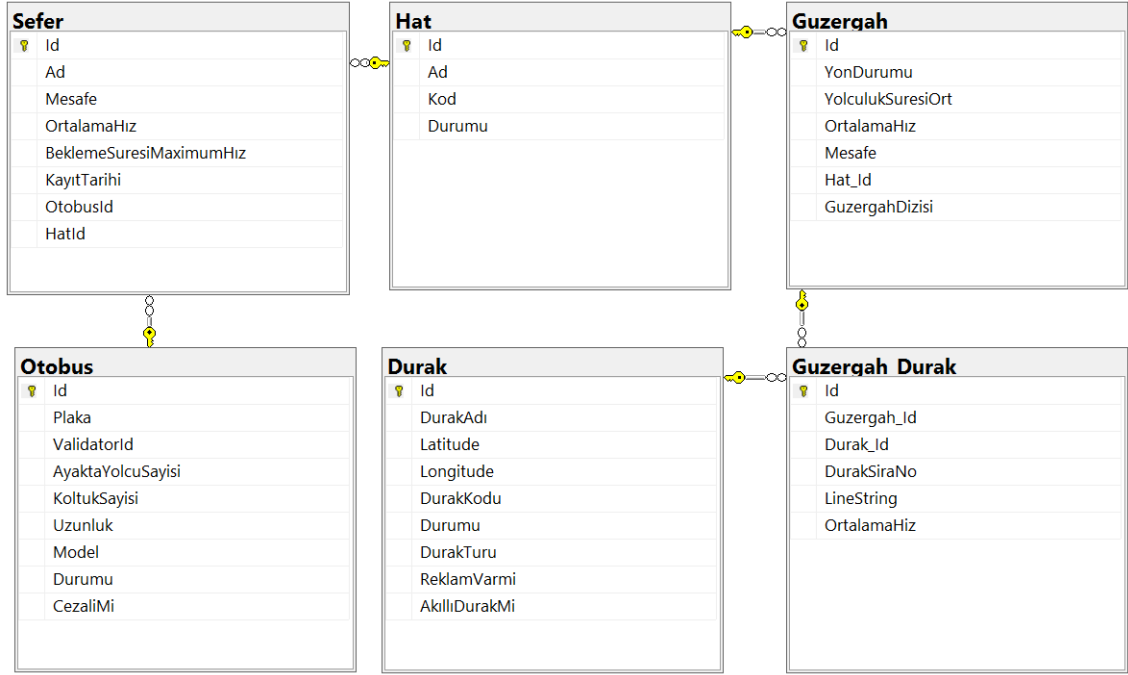 Sefer
Id
Ad
Mesafe
OrtalamaHız
BeklemeSuresiMaximumHız
KayıtTarihi
OtobusId
HatId
Hat
Id
Ad
Kod
Durumu
Guzergah
Id
YonDurumu
YolculukSuresiOrt
OrtalamaHız
Mesafe
Hat_Id
GuzergahDizisi
Otobus
Id
Plaka
ValidatorId
AyaktaYolcuSayisi
KoltukSayisi
Uzunluk
Model
Durumu
CezaliMi
Durak
Id
DurakAdı
Latitude
Longitude
DurakKodu
Durumu
DurakTuru
ReklamVarmi
AkıllıDurakMi
Guzergah_Durak
Id
Guzergah_Id
Durak_Id
DurakSiraNo
LineString
OrtalamaHiz